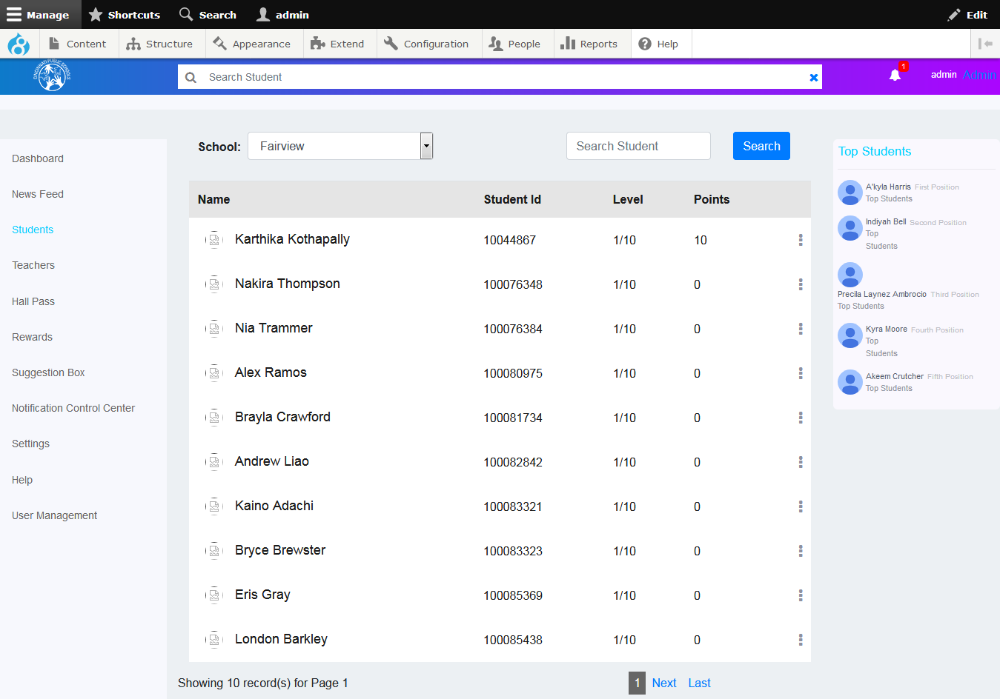 Manage Shortcuts Search admin Edit
Content Structure Appearance Extend Configuration People Reports Help
CINCINNATI PUBLIC SCHOOLS
Search Student
1
admin Admin
Dashboard
News Feed
Students
Teachers
Hall Pass
Rewards
Suggestion Box
Notification Control Center
Settings
Help
User Management
School: Fairview Search Student Search
Name Student Id Level Points
Karthika Kothapally 10044867 1/10 10
Nakira Thompson 100076348 1/10 0
Nia Trammer 100076384 1/10 0
Alex Ramos 100080975 1/10 0
Brayla Crawford 100081734 1/10 0
Andrew Liao 100082842 1/10 0
Kaino Adachi 100083321 1/10 0
Bryce Brewster 100083323 1/10 0
Eris Gray 100085369 1/10 0
London Barkley 100085438 1/10 0
Showing 10 record(s) for Page 1
1 Next Last
Top Students
A'kyla Harris First Position
Top Students
Indiyah Bell Second Position
Top
Students
Precila Laynez Ambrocio Third Position
Top Students
Kyra Moore Fourth Position
Top
Students
Akeem Crutcher Fifth Position
Top Students